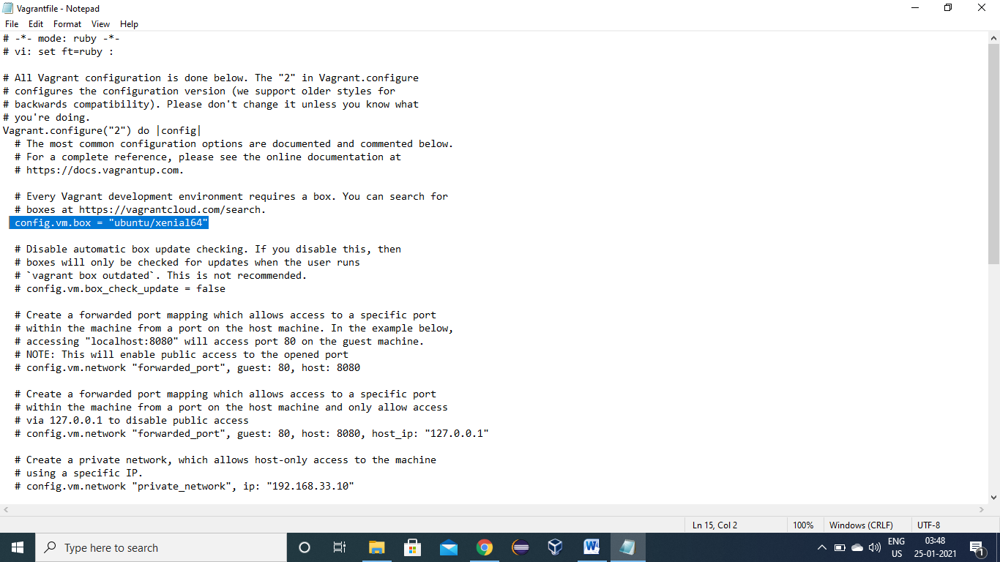 Vagrantfile - Notepad
File Edit Format View Help
# -*- mode: ruby -*-
# vi: set ft=ruby :
# All Vagrant configuration is done below. The "2" in Vagrant.configure
# configures the configuration version (we support older styles for
# backwards compatibility). Please don't change it unless you know what
# you're doing.
Vagrant.configure("2") do |config|
  # The most common configuration options are documented and commented below.
  # For a complete reference, please see the online documentation at
  # https://docs.vagrantup.com.
  # Every Vagrant development environment requires a box. You can search for
  # boxes at https://vagrantcloud.com/search.
  config.vm.box = "ubuntu/xenial64"
  # Disable automatic box update checking. If you disable this, then
  # boxes will only be checked for updates when the user runs
  # `vagrant box outdated`. This is not recommended.
  # config.vm.box_check_update = false
  # Create a forwarded port mapping which allows access to a specific port
  # within the machine from a port on the host machine. In the example below,
  # accessing "localhost:8080" will access port 80 on the guest machine.
  # NOTE: This will enable public access to the opened port
  # config.vm.network "forwarded_port", guest: 80, host: 8080
  # Create a forwarded port mapping which allows access to a specific port
  # within the machine from a port on the host machine and only allow access
  # via 127.0.0.1 to disable public access
  # config.vm.network "forwarded_port", guest: 80, host: 8080, host_ip: "127.0.0.1"
  # Create a private network, which allows host-only access to the machine
  # using a specific IP.
  # config.vm.network "private_network", ip: "192.168.33.10"
Ln 15, Col 2 100% Windows (CRLF) UTF-8
Type here to search
W
ENG
US
03:48
25-01-2021
1